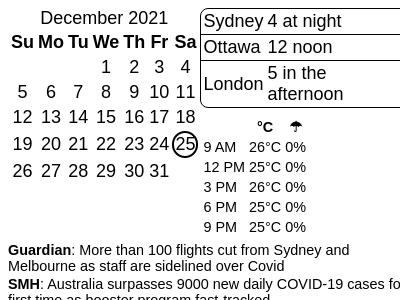 December 2021
Su Mo Tu We Th Fr Sa
1 2 3 4
5 6 7 8 9 10 11
12 13 14 15 16 17 18
19 20 21 22 23 24 25
26 27 28 29 30 31
Sydney 4 at night
Ottawa 12 noon
London 5 in the
afternoon
°C ☂
9 AM 26°C 0%
12 PM 25°C 0%
3 PM 26°C 0%
6 PM 25°C 0%
9 PM 25°C 0%
Guardian: More than 100 flights cut from Sydney and
Melbourne as staff are sidelined over Covid
SMH: Australia surpasses 9000 new daily COVID-19 cases fo
first time as booster program fast-tracked